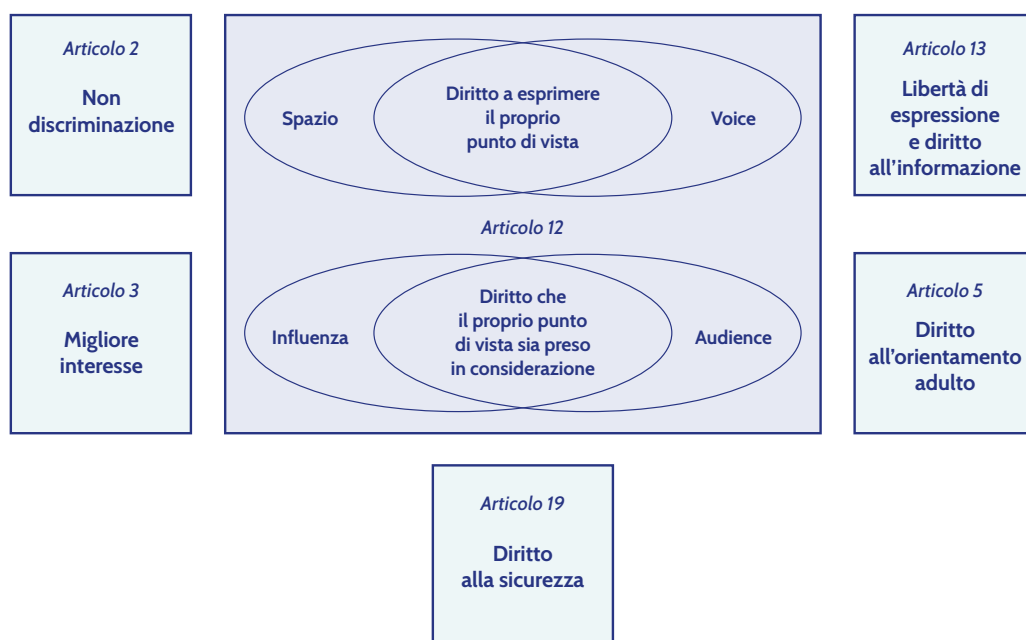 Articolo 2
Non
discriminazione
Spazio
Diritto a esprimere
il proprio
punto di vista
Voice
Articolo 13
Libertà di
espressione
e diritto
all’informazione
Articolo 12
Articolo 3
Migliore
interesse
Influenza
Diritto che
il proprio punto
di vista sia preso
in considerazione
Audience
Articolo 5
Diritto
all’orientamento
adulto
Articolo 19
Diritto
alla sicurezza